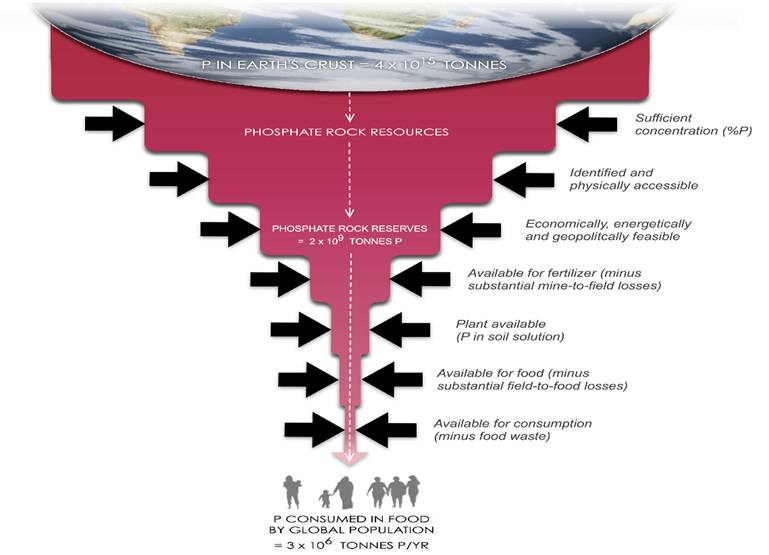 P IN EARTH'S CRUST = 4 x 10¹⁵ TONNES
Sufficient
concentration (%P)
PHOSPHATE ROCK RESOURCES
Identified and
physically accessible
PHOSPHATE ROCK RESERVES
= 2 x 10⁹ TONNES P
Economically, energetically
and geopolitcally feasible
Available for fertilizer (minus
substantial mine-to-field losses)
Plant available
(P in soil solution)
Available for food (minus
substantial field-to-food losses)
Available for consumption
(minus food waste)
P CONSUMED IN FOOD
BY GLOBAL POPULATION
= 3 x 10⁶ TONNES P/YR